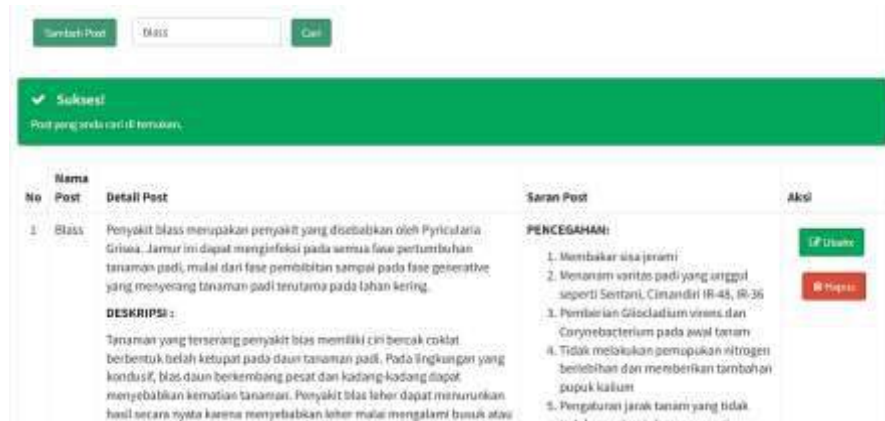 Tambah Post
blass
Cari
Sukses!
Post yang anda cari di temukan.
No Nama Post Detail Post Saran Post Aksi
1 Blass
Penyakit blass merupakan penyakit yang disebabkan oleh Pyricularia
Grisea. Jamur ini dapat menginfeksi pada semua fase pertumbuhan
tanaman padi, mulai dari fase pembibitan sampai pada fase generative
yang menyerang tanaman padi terutama pada lahan kering.
DESKRIPSI :
Tanaman yang terserang penyakit blas memiliki ciri bercak coklat
berbentuk belah ketupat pada daun tanaman padi. Pada lingkungan yang
kondusif, blas daun berkembang pesat dan kadang-kadang dapat
menyebabkan kematian tanaman. Penyakit blas leher dapat menurunkan
hasil secara nyata karena menyebabkan leher malai mengalami busuk atau
PENCEGAHAN:
1. Membakar sisa jerami
2. Menanam varitas padi yang unggul
seperti Sentani, Cimandiri IR-48, IR-36
3. Pemberian Gliocladium virens dan
Corynebacterium pada awal tanam
4. Tidak melakukan pemupukan nitrogen
berlebihan dan memberikan tambahan
pupuk kalium
5. Pengaturan jarak tanam yang tidak
Hapus